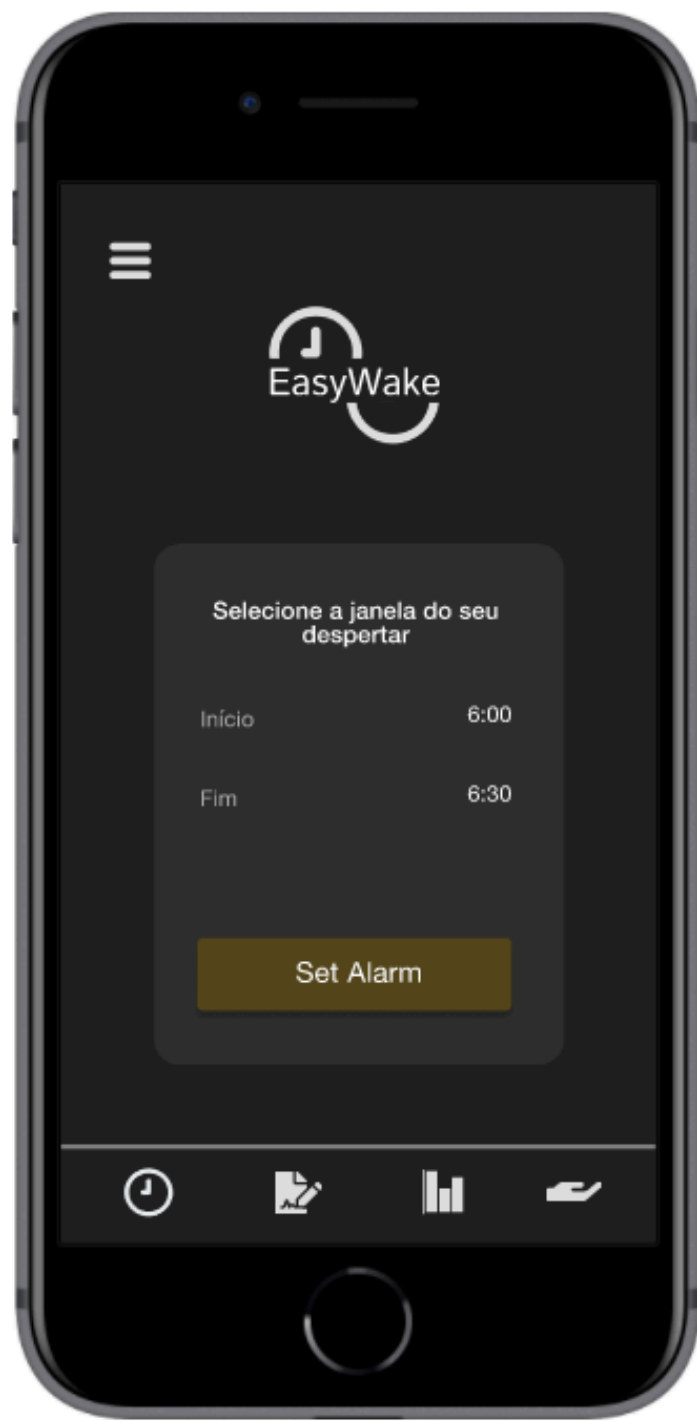 EasyWake
Selecione a janela do seu
despertar
Início 6:00
Fim 6:30
Set Alarm